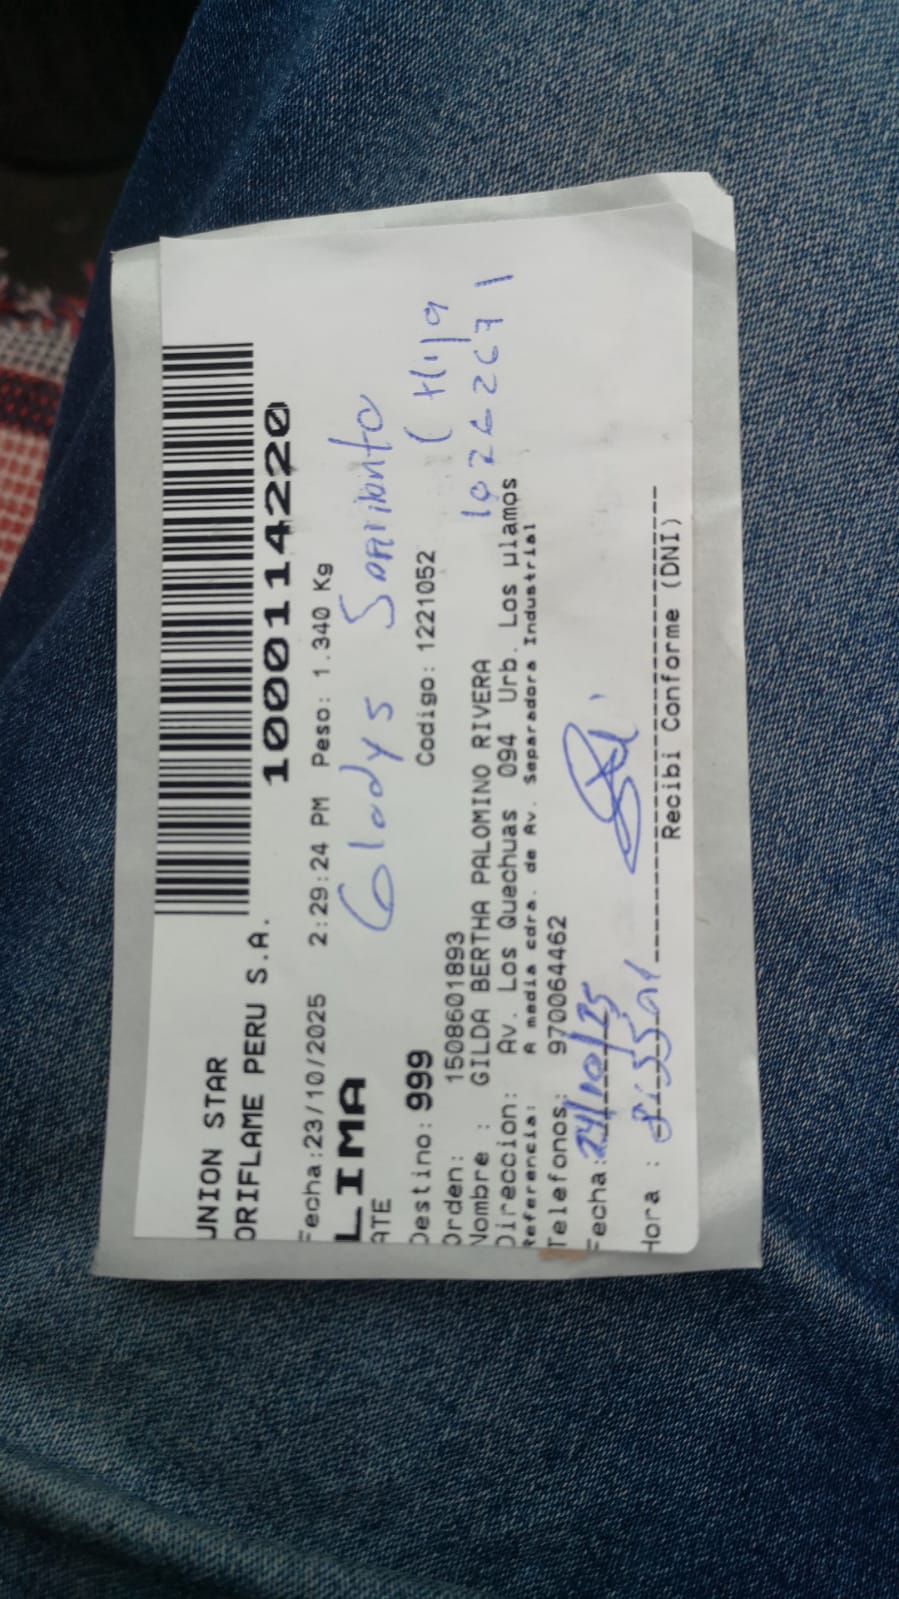 UNION STAR
ORIFLAME PERU S.A.
1000114220
Fecha:23/10/2025 2:29:24 PM Peso: 1.340 Kg
LIMA
Gladys
ATE
Destino: 999 Codigo: 1221052
(Hija
Orden: 1508601893
Nombre : GILDA BERTHA PALOMINO RIVERA
Direccion: Av. Los Quechuas 094 Urb. Los µlamos
Referencia: A media cdra. de Av. Separadora Industrial
Telefonos: 970064462
Fecha: 24/10/25
Hora :
Recibi Conforme (DNI)